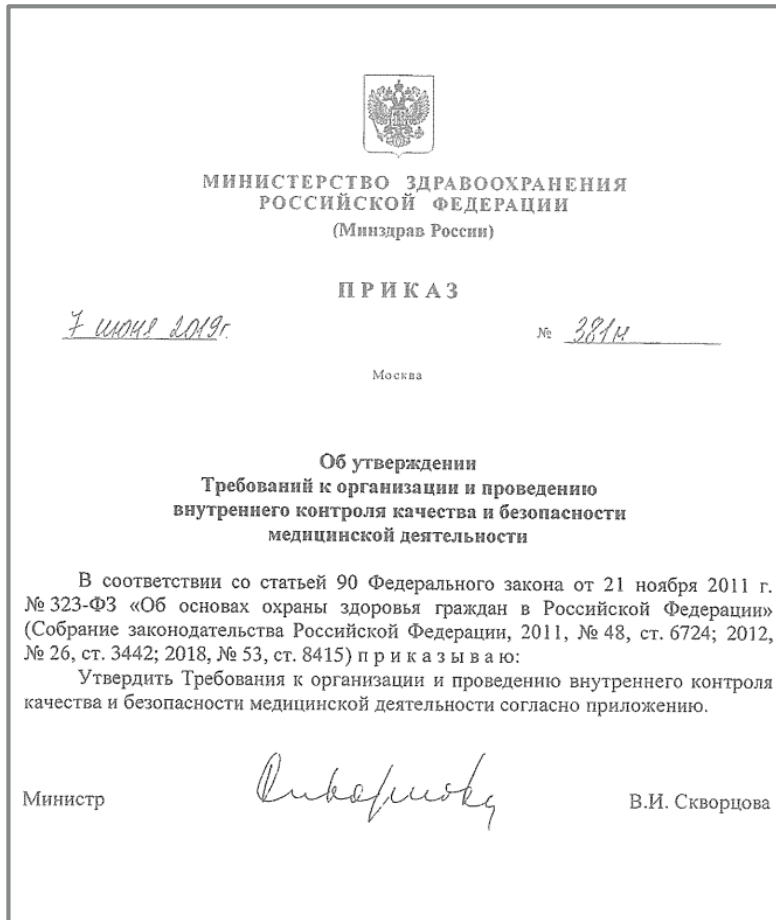 МИНИСТЕРСТВО ЗДРАВООХРАНЕНИЯ
РОССИЙСКОЙ ФЕДЕРАЦИИ
(Минздрав России)
ПРИКАЗ
7 июня 2019г. № 381н
Москва
Об утверждении
Требований к организации и проведению
внутреннего контроля качества и безопасности
медицинской деятельности
В соответствии со статьей 90 Федерального закона от 21 ноября 2011 г.
№ 323-ФЗ «Об основах охраны здоровья граждан в Российской Федерации»
(Собрание законодательства Российской Федерации, 2011, № 48, ст. 6724; 2012,
№ 26, ст. 3442; 2018, № 53, ст. 8415) п р и к а з ы в а ю:
Утвердить Требования к организации и проведению внутреннего контроля
качества и безопасности медицинской деятельности согласно приложению.
Министр В.И. Скворцова